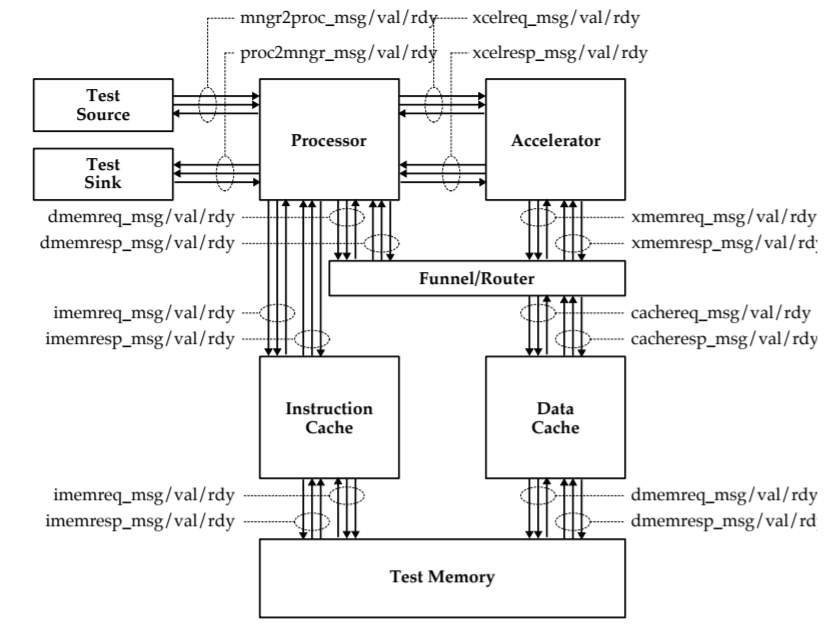 mngr2proc_msg/val/rdy
xcelreq_msg/val/rdy
proc2mngr_msg/val/rdy
xcelresp_msg/val/rdy
Test
Source
Processor
Accelerator
Test
Sink
dmemreq_msg/val/rdy
xmemreq_msg/val/rdy
dmemresp_msg/val/rdy
xmemresp_msg/val/rd
Funnel/Router
imemreq_msg/val/rdy
cachereq_msg/val/rdy
imemresp_msg/val/rdy
cacheresp_msg/val/rdy
Instruction
Cache
Data
Cache
imemreq_msg/val/rdy
dmemreq_msg/val/rdy
imemresp_msg/val/rdy
dmemresp_msg/val/rd
Test Memory